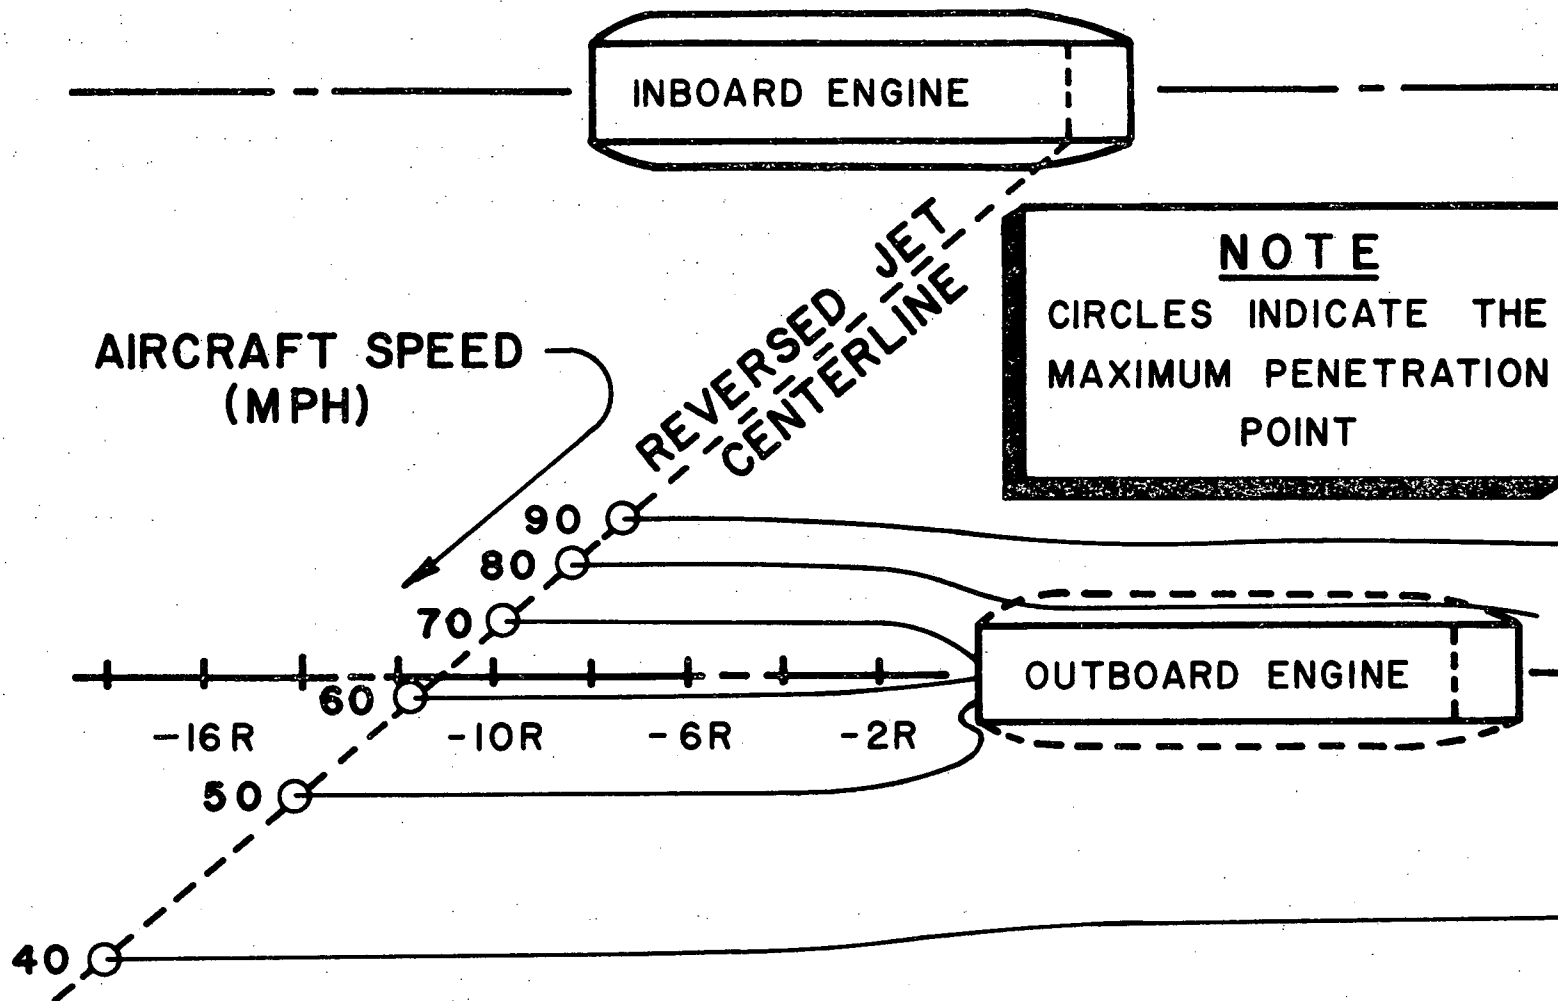 INBOARD ENGINE
REVERSED JET
CENTERLINE
NOTE
CIRCLES INDICATE THE
MAXIMUM PENETRATION
POINT
AIRCRAFT SPEED
(MPH)
90
80
70
60
50
40
-16R
-10R
-6R
-2R
OUTBOARD ENGINE